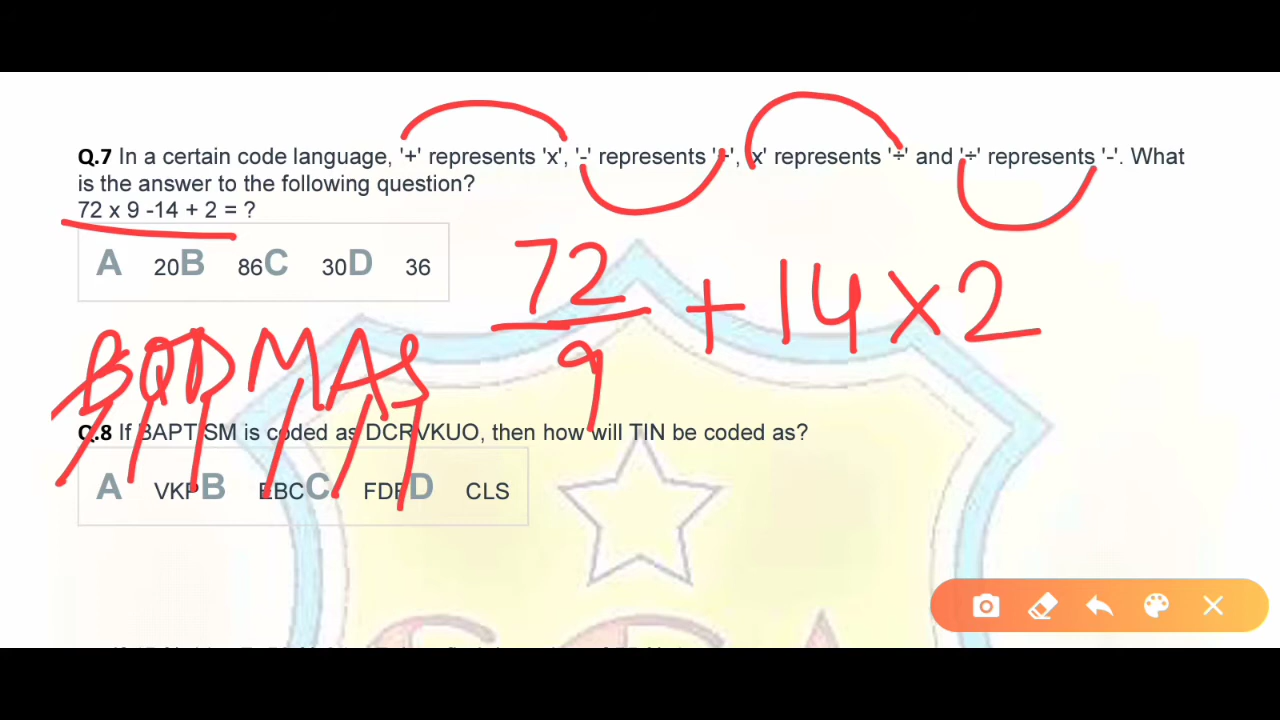 Q.7 In a certain code language, '+' represents 'x', '-' represents '+', 'x' represents '÷' and '÷' represents '-'. What
is the answer to the following question?
72 x 9 -14 + 2 = ?
A 20 B 86 C 30 D 36
72/9 + 14 × 2
BODMAS
Q.8 If BAPTISM is coded as DCRVKUO, then how will TIN be coded as?
A VKP B EBC C D CLS